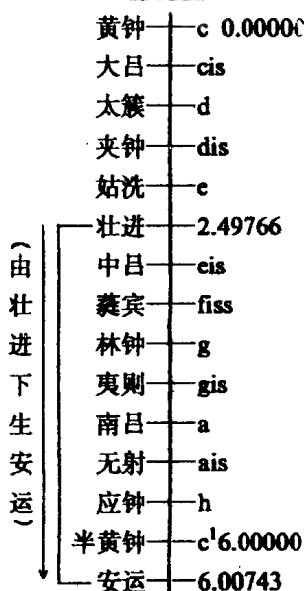 黄钟 c 0.00000
大吕 cis
太簇 d
夹钟 dis
姑洗 e
壮进 2.49766
中吕 eis
蕤宾 fiss
林钟 g
夷则 gis
南吕 a
无射 ais
应钟 h
半黄钟 c¹6.00000
安运 6.00743
(由壮进下生安运)